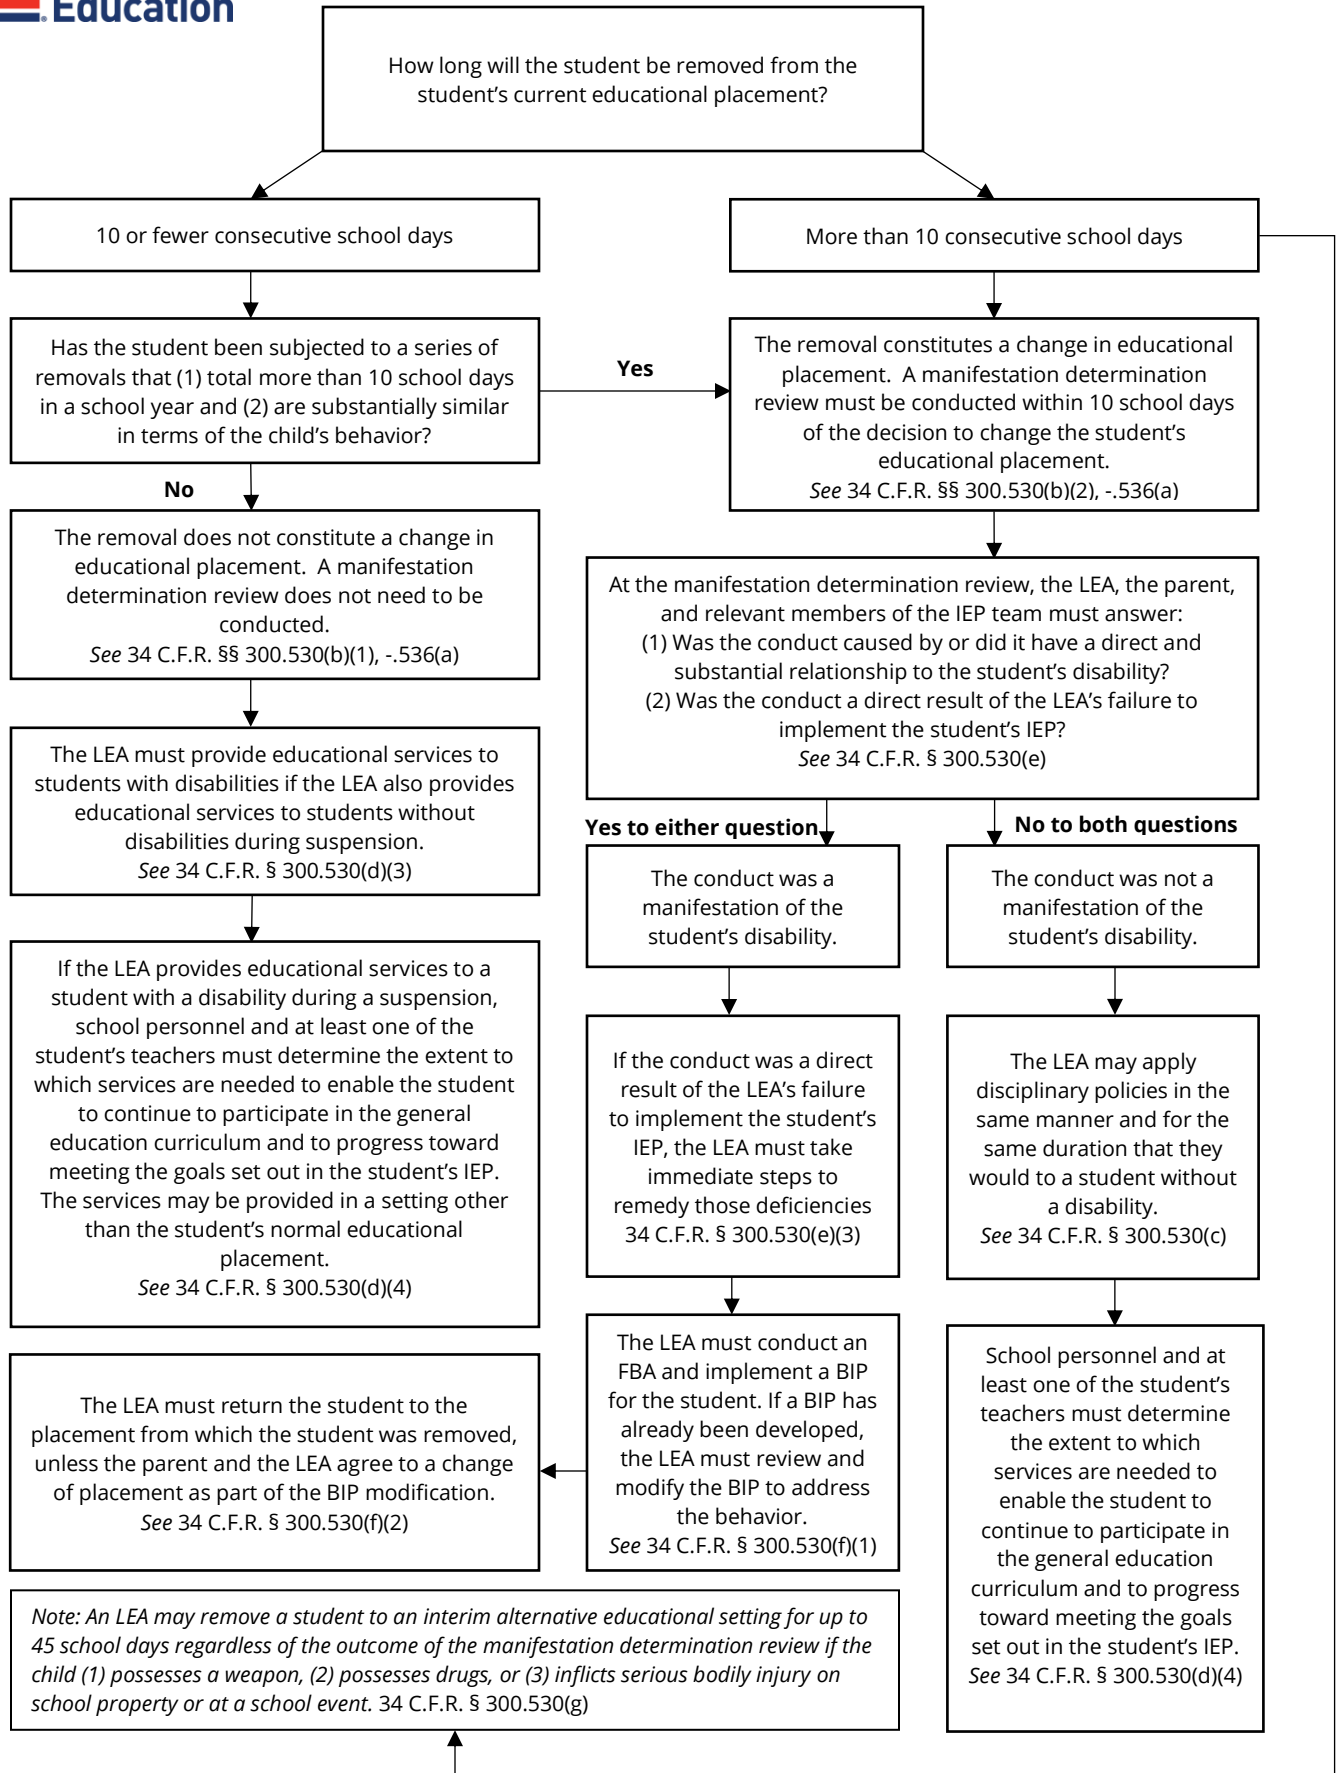 Education
How long will the student be removed from the
student's current educational placement?
10 or fewer consecutive school days
More than 10 consecutive school days
Has the student been subjected to a series of
removals that (1) total more than 10 school days
in a school year and (2) are substantially similar
in terms of the child's behavior?
Yes
The removal constitutes a change in educational
placement.  A manifestation determination
review must be conducted within 10 school days
of the decision to change the student's
educational placement.
See 34 C.F.R. §§ 300.530(b)(2), -.536(a)
No
The removal does not constitute a change in
educational placement.  A manifestation
determination review does not need to be
conducted.
See 34 C.F.R. §§ 300.530(b)(1), -.536(a)
At the manifestation determination review, the LEA, the parent,
and relevant members of the IEP team must answer:
(1) Was the conduct caused by or did it have a direct and
substantial relationship to the student's disability?
(2) Was the conduct a direct result of the LEA's failure to
implement the student's IEP?
See 34 C.F.R. § 300.530(e)
The LEA must provide educational services to
students with disabilities if the LEA also provides
educational services to students without
disabilities during suspension.
See 34 C.F.R. § 300.530(d)(3)
Yes to either question
No to both questions
The conduct was a
manifestation of the
student's disability.
The conduct was not a
manifestation of the
student's disability.
If the LEA provides educational services to a
student with a disability during a suspension,
school personnel and at least one of the
student's teachers must determine the extent to
which services are needed to enable the student
to continue to participate in the general
education curriculum and to progress toward
meeting the goals set out in the student's IEP.
The services may be provided in a setting other
than the student's normal educational
placement.
See 34 C.F.R. § 300.530(d)(4)
If the conduct was a direct
result of the LEA's failure
to implement the student's
IEP, the LEA must take
immediate steps to
remedy those deficiencies
34 C.F.R. § 300.530(e)(3)
The LEA may apply
disciplinary policies in the
same manner and for the
same duration that they
would to a student without
a disability.
See 34 C.F.R. § 300.530(c)
The LEA must conduct an
FBA and implement a BIP
for the student. If a BIP has
already been developed,
the LEA must review and
modify the BIP to address
the behavior.
See 34 C.F.R. § 300.530(f)(1)
The LEA must return the student to the
placement from which the student was removed,
unless the parent and the LEA agree to a change
of placement as part of the BIP modification.
See 34 C.F.R. § 300.530(f)(2)
School personnel and at
least one of the student's
teachers must determine
the extent to which
services are needed to
enable the student to
continue to participate in
the general education
curriculum and to progress
toward meeting the goals
set out in the student's IEP.
See 34 C.F.R. § 300.530(d)(4)
Note: An LEA may remove a student to an interim alternative educational setting for up to
45 school days regardless of the outcome of the manifestation determination review if the
child (1) possesses a weapon, (2) possesses drugs, or (3) inflicts serious bodily injury on
school property or at a school event. 34 C.F.R. § 300.530(g)